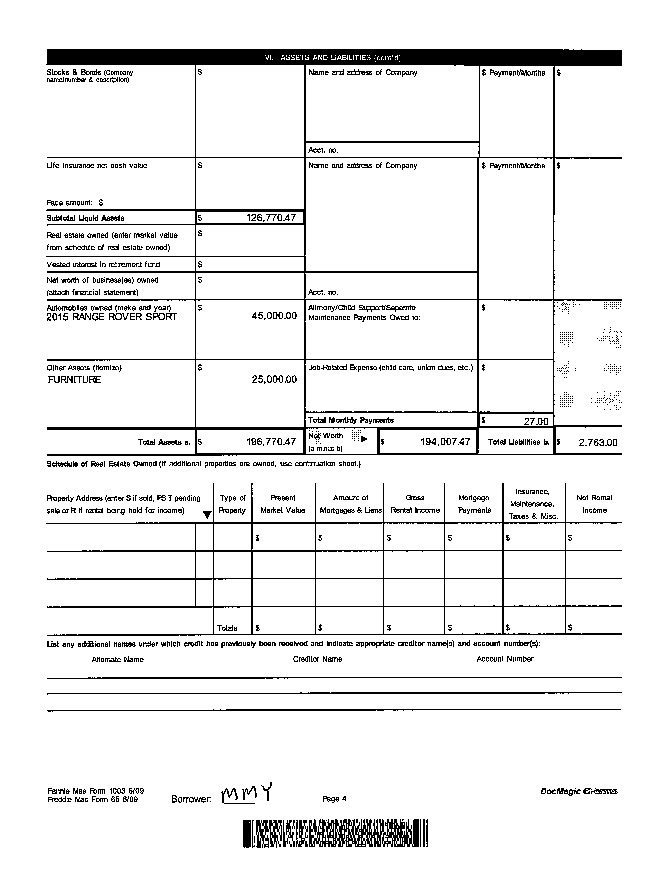 VI. ASSETS AND LIABILITIES (cont'd)
Stocks & Bonds (Company name/number & description)
$
Name and address of Company
$ Payment/Months
$
Acct. no.
Life insurance net cash value
$
Name and address of Company
$ Payment/Months
$
Face amount: $
Subtotal Liquid Assets
$ 126,770.47
Real estate owned (enter market value from schedule of real estate owned)
$
Vested interest in retirement fund
$
Net worth of business(es) owned (attach financial statement)
$
Acct. no.
Automobiles owned (make and year)
2015 RANGE ROVER SPORT
$ 45,000.00
Alimony/Child Support/Separate Maintenance Payments Owed to:
$
Other Assets (itemize)
FURNITURE
$ 25,000.00
Job-Related Expense (child care, union dues, etc.)
$
Total Monthly Payments
$ 27.00
Total Assets a.
$ 196,770.47
Net Worth (a minus b)
$ 194,007.47
Total Liabilities b.
$ 2,763.00
Schedule of Real Estate Owned (if additional properties are owned, use continuation sheet.)
Property Address (enter S if sold, PS if pending sale or R if rental being held for income)
Type of Property
Present Market Value
Amount of Mortgages & Liens
Gross Rental Income
Mortgage Payments
Insurance, Maintenance, Taxes & Misc.
Net Rental Income
$ $ $ $ $ $
Totals $ $ $ $ $ $
List any additional names under which credit has previously been received and indicate appropriate creditor name(s) and account number(s):
Alternate Name Creditor Name Account Number
Fannie Mae Form 1003 6/09
Freddie Mac Form 65 6/09
Borrower: MMY
Page 4
DocMagic